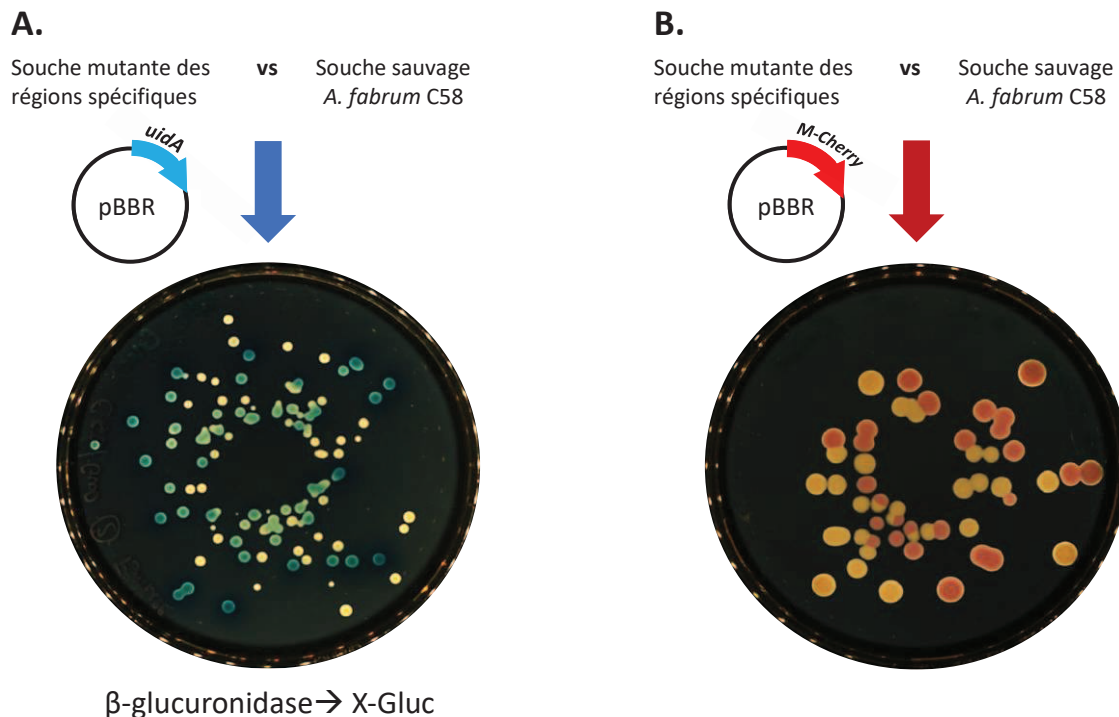 A.
Souche mutante des régions spécifiques
vs
Souche sauvage
A. fabrum C58
uidA
pBBR
β-glucuronidase → X-Gluc
B.
Souche mutante des régions spécifiques
vs
Souche sauvage
A. fabrum C58
M-Cherry
pBBR